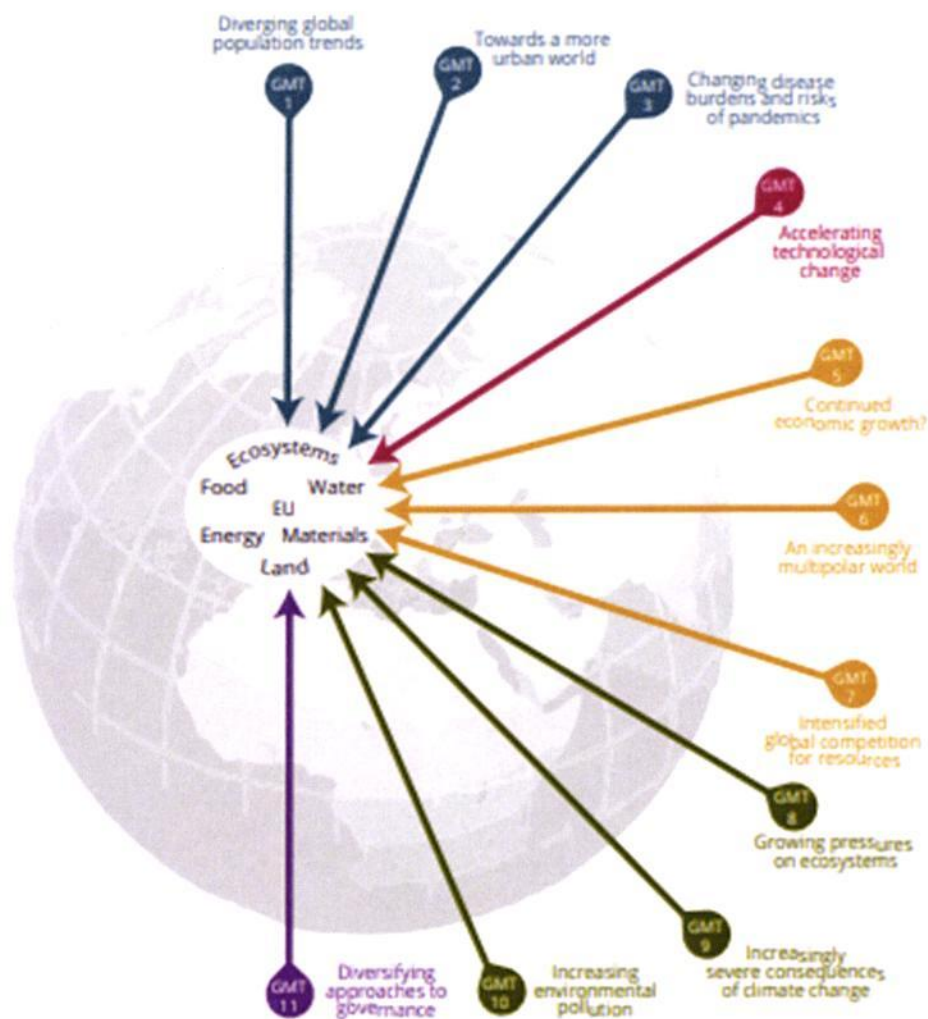 Diverging global
population trends
GMT
1
Towards a more
urban world
GMT
2
Changing disease
burdens and risks
of pandemics
GMT
3
GMT
4
Accelerating
technological
change
GMT
5
Continued
economic growth?
GMT
6
An increasingly
multipolar world
GMT
7
Intensified
global competition
for resources
GMT
8
Growing pressures
on ecosystems
GMT
9
Increasingly
severe consequences
of climate change
GMT
10
Increasing
environmental
pollution
GMT
11
Diversifying
approaches to
governance
Ecosystems
Food Water
EU
Energy Materials
Land